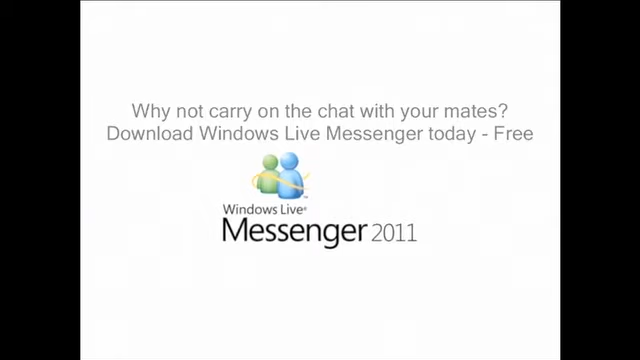 Why not carry on the chat with your mates?
Download Windows Live Messenger today - Free
Windows Live®
Messenger 2011